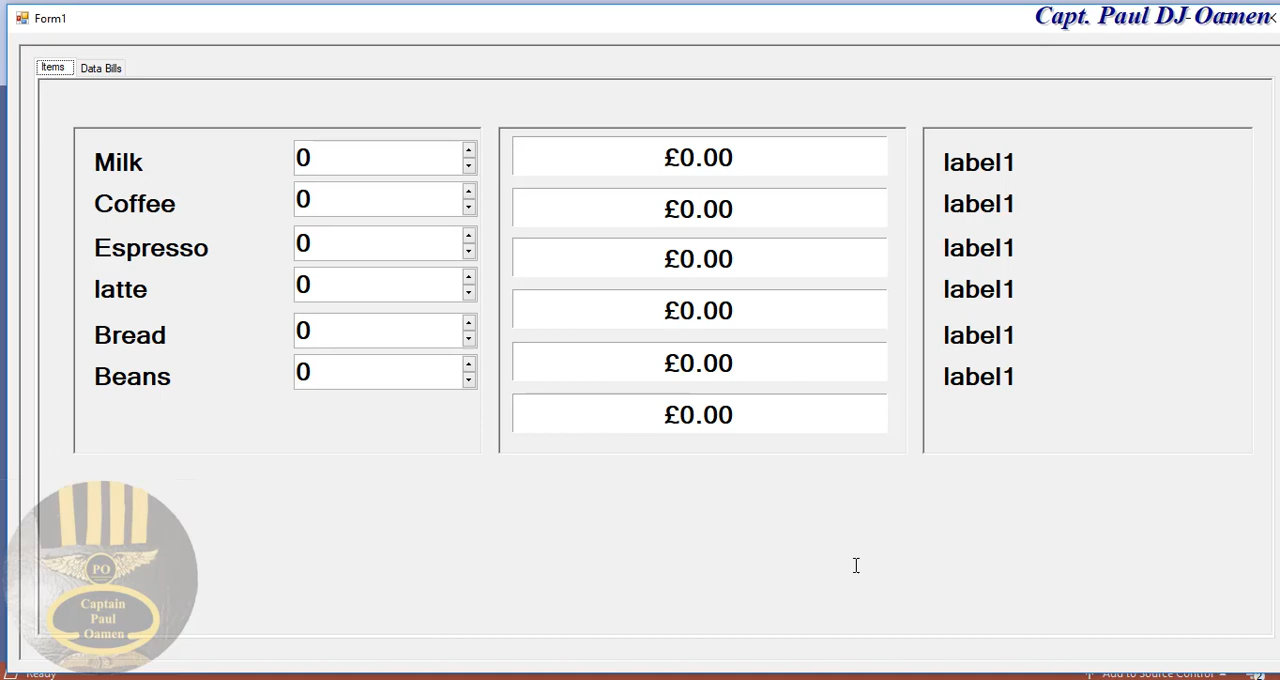 Form1
Capt. Paul DJ Oamen
Items
Data Bills
Milk
0
£0.00
label1
Coffee
0
£0.00
label1
Espresso
0
£0.00
label1
latte
0
£0.00
label1
Bread
0
£0.00
label1
Beans
0
£0.00
label1
PO
Captain
Paul
Oamen
Ready
Add to Source Control
2